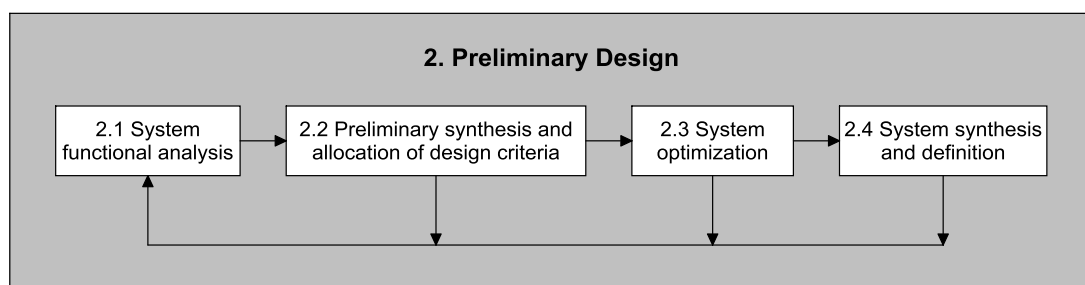 2. Preliminary Design
2.1 System
functional analysis
2.2 Preliminary synthesis and
allocation of design criteria
2.3 System
optimization
2.4 System synthesis
and definition